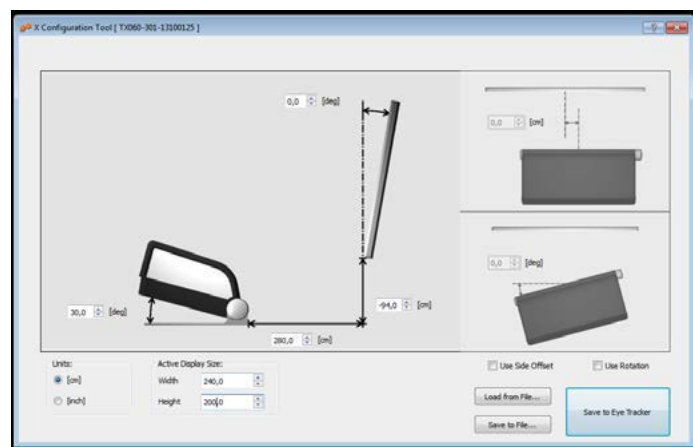 X Configuration Tool [ TX060-301-13100125 ]
0,0 [deg]
0,0 [cm]
0,0 [deg]
30,0 [deg]
-94,0 [cm]
280,0 [cm]
Units:
[cm]
[inch]
Active Display Size:
Width 240,0
Height 200,0
Use Side Offset
Use Rotation
Load from File...
Save to File...
Save to Eye Tracker